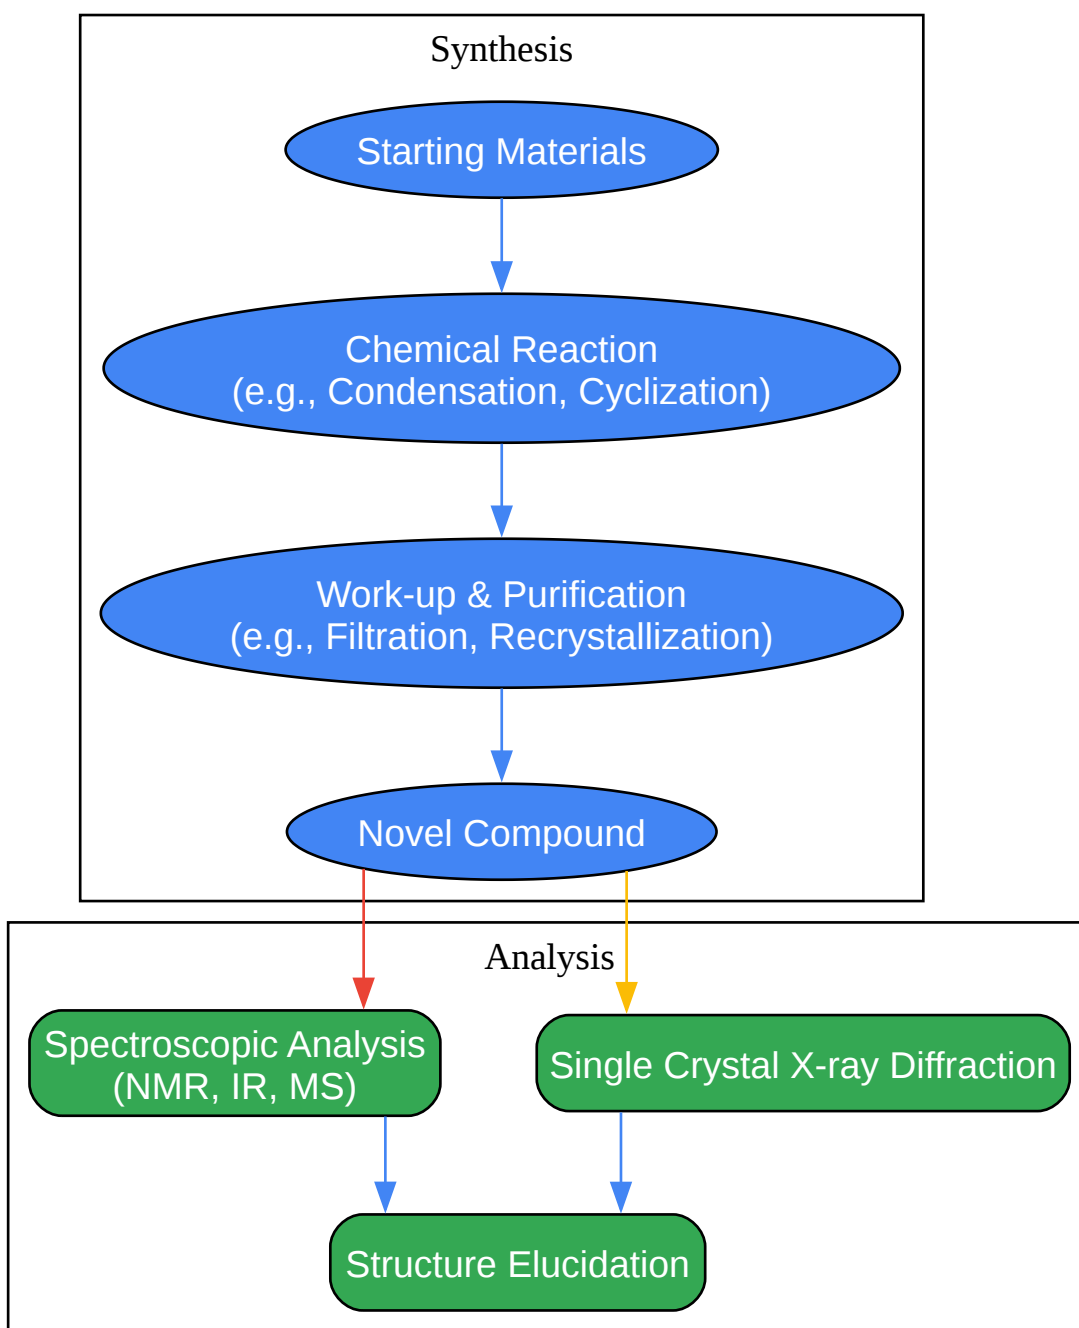 Synthesis
Starting Materials
Chemical Reaction
(e.g., Condensation, Cyclization)
Work-up & Purification
(e.g., Filtration, Recrystallization)
Novel Compound
Analysis
Spectroscopic Analysis
(NMR, IR, MS)
Single Crystal X-ray Diffraction
Structure Elucidation